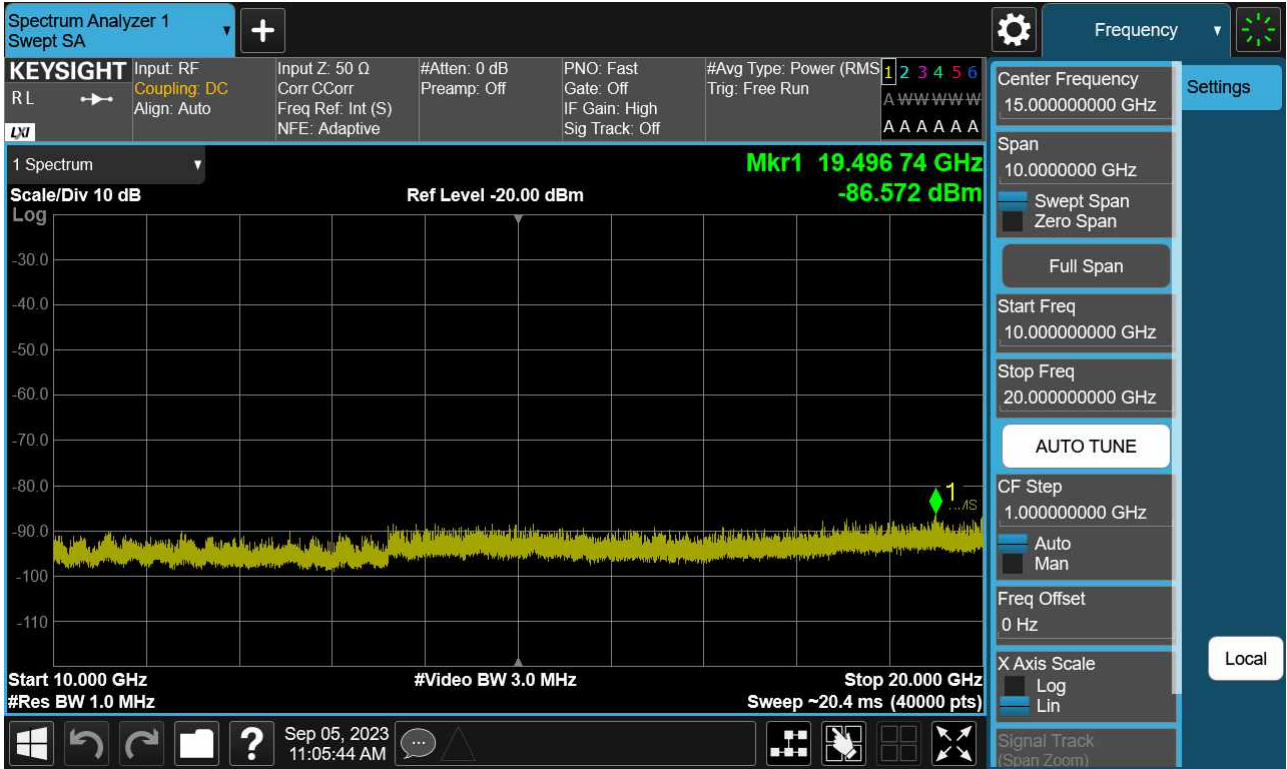 Spectrum Analyzer 1
Swept SA
Frequency
KEYSIGHT
R L
LXI
Input: RF
Coupling: DC
Align: Auto
Input Z: 50 Ω
Corr CCorr
Freq Ref: Int (S)
NFE: Adaptive
#Atten: 0 dB
Preamp: Off
PNO: Fast
Gate: Off
IF Gain: High
Sig Track: Off
#Avg Type: Power (RMS
Trig: Free Run
1 2 3 4 5 6
A W W W W W
A A A A A A
1 Spectrum
Mkr1 19.496 74 GHz
-86.572 dBm
Scale/Div 10 dB
Ref Level -20.00 dBm
Log
-30.0
-40.0
-50.0
-60.0
-70.0
-80.0
-90.0
-100
-110
1
Start 10.000 GHz
#Video BW 3.0 MHz
Stop 20.000 GHz
#Res BW 1.0 MHz
Sweep ~20.4 ms (40000 pts)
Center Frequency
15.000000000 GHz
Span
10.0000000 GHz
Swept Span
Zero Span
Full Span
Start Freq
10.000000000 GHz
Stop Freq
20.000000000 GHz
AUTO TUNE
CF Step
1.000000000 GHz
Auto
Man
Freq Offset
0 Hz
X Axis Scale
Log
Lin
Signal Track
(Span Zoom)
Settings
Local
?
Sep 05, 2023
11:05:44 AM